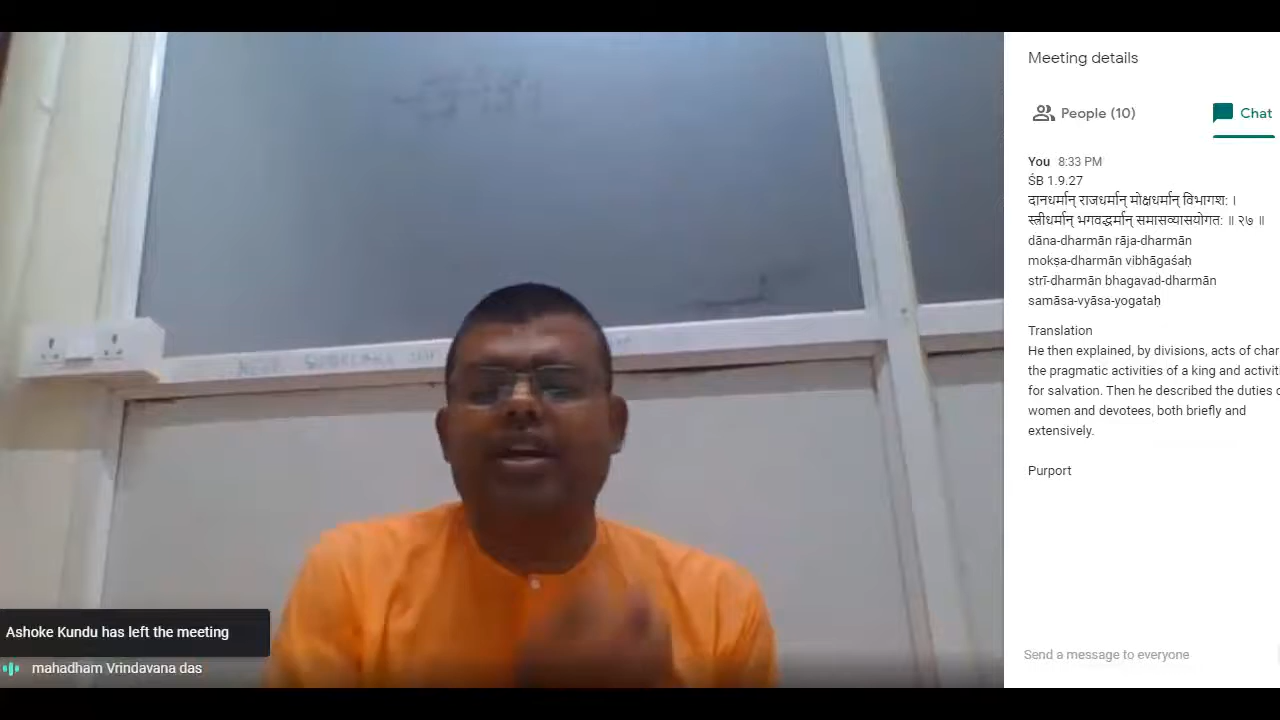 Meeting details
People (10)
Chat
You 8:33 PM
ŚB 1.9.27
दानधर्मान् राजधर्मान् मोक्षधर्मान् विभागश: ।
स्त्रीधर्मान् भगवद्धर्मान् समासव्यासयोगत: ॥ २७ ॥
dāna-dharmān rāja-dharmān
mokṣa-dharmān vibhāgaśaḥ
strī-dharmān bhagavad-dharmān
samāsa-vyāsa-yogataḥ
Translation
He then explained, by divisions, acts of char
the pragmatic activities of a king and activiti
for salvation. Then he described the duties o
women and devotees, both briefly and
extensively.
Purport
Send a message to everyone
Ashoke Kundu has left the meeting
mahadham Vrindavana das